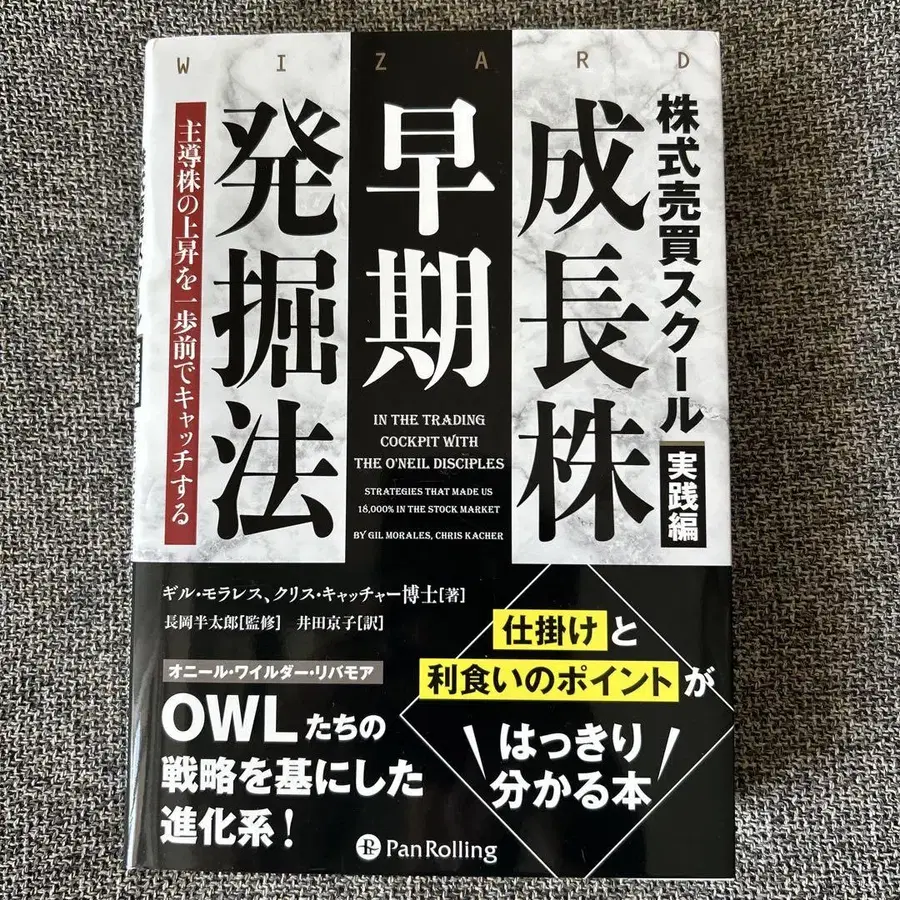 WIZARD
株式売買スクール
実践編
成長株
早期
発掘法
主導株の上昇を一歩前でキャッチする
IN THE TRADING
COCKPIT WITH
THE O'NEIL DISCIPLES
STRATEGIES THAT MADE US
18,000% IN THE STOCK MARKET
BY GIL MORALES, CHRIS KACHER
ギル・モラレス、クリス・キャッチャー博士[著]
長岡半太郎[監修] 井田京子[訳]
オニール・ワイルダー・リバモア
OWLたちの
戦略を基にした
進化系!
仕掛けと
利食いのポイントが
はっきり
分かる本
PanRolling